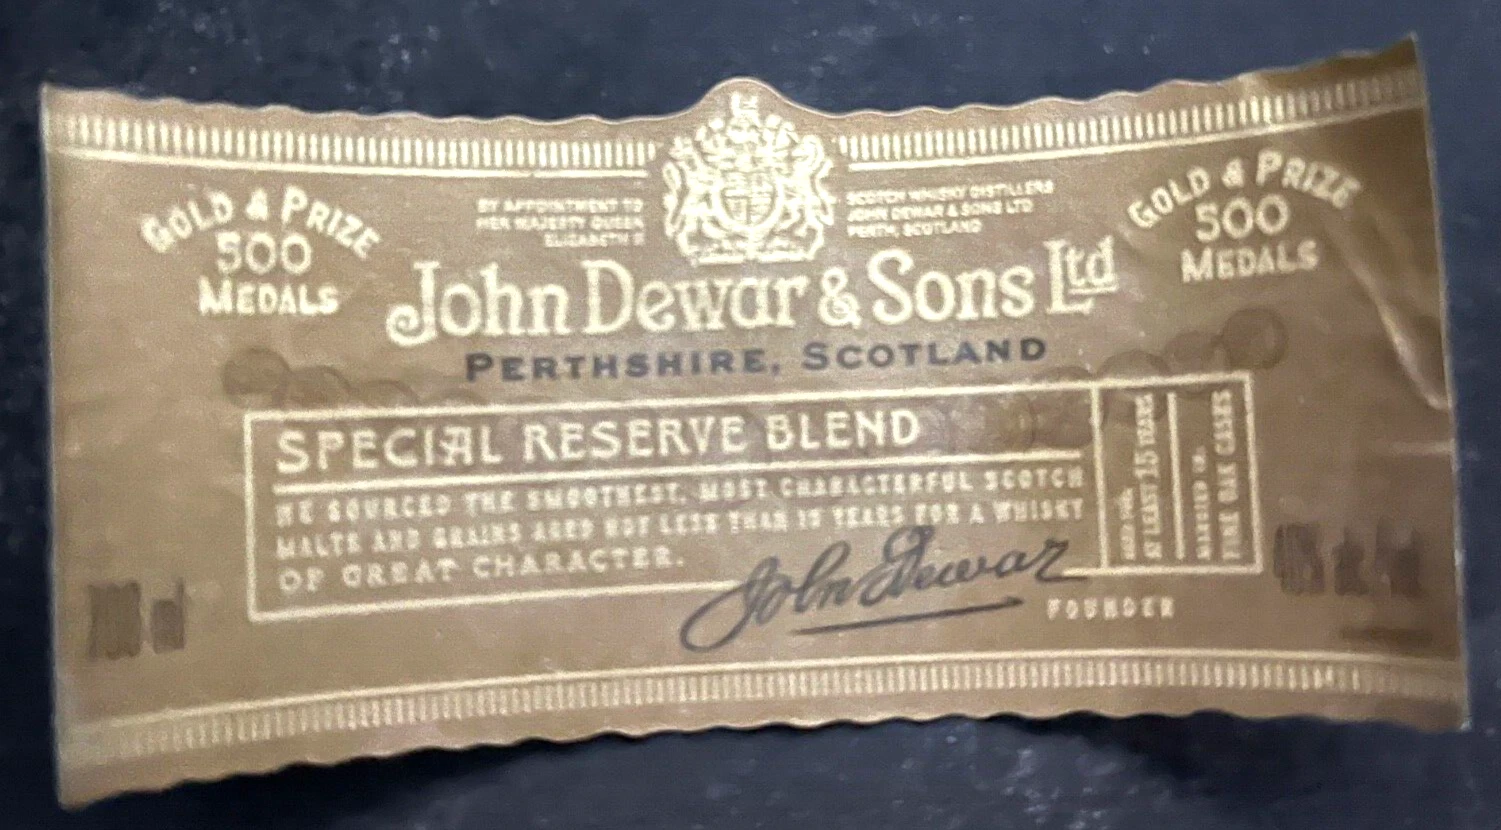 GOLD & PRIZE
500
MEDALS
BY APPOINTMENT TO
HER MAJESTY QUEEN
ELIZABETH II
SCOTCH WHISKY DISTILLERS
JOHN DEWAR & SONS LTD
PERTH, SCOTLAND
GOLD & PRIZE
500
MEDALS
John Dewar & Sons Ltd
PERTHSHIRE, SCOTLAND
SPECIAL RESERVE BLEND
WE SOURCED THE SMOOTHEST, MOST CHARACTERFUL SCOTCH
MALTS AND GRAINS AGED NOT LESS THAN 15 YEARS FOR A WHISKY
OF GREAT CHARACTER.
AGED FOR
AT LEAST 15 YEARS
MARRIED IN
FINE OAK CASKS
John Dewar
FOUNDER